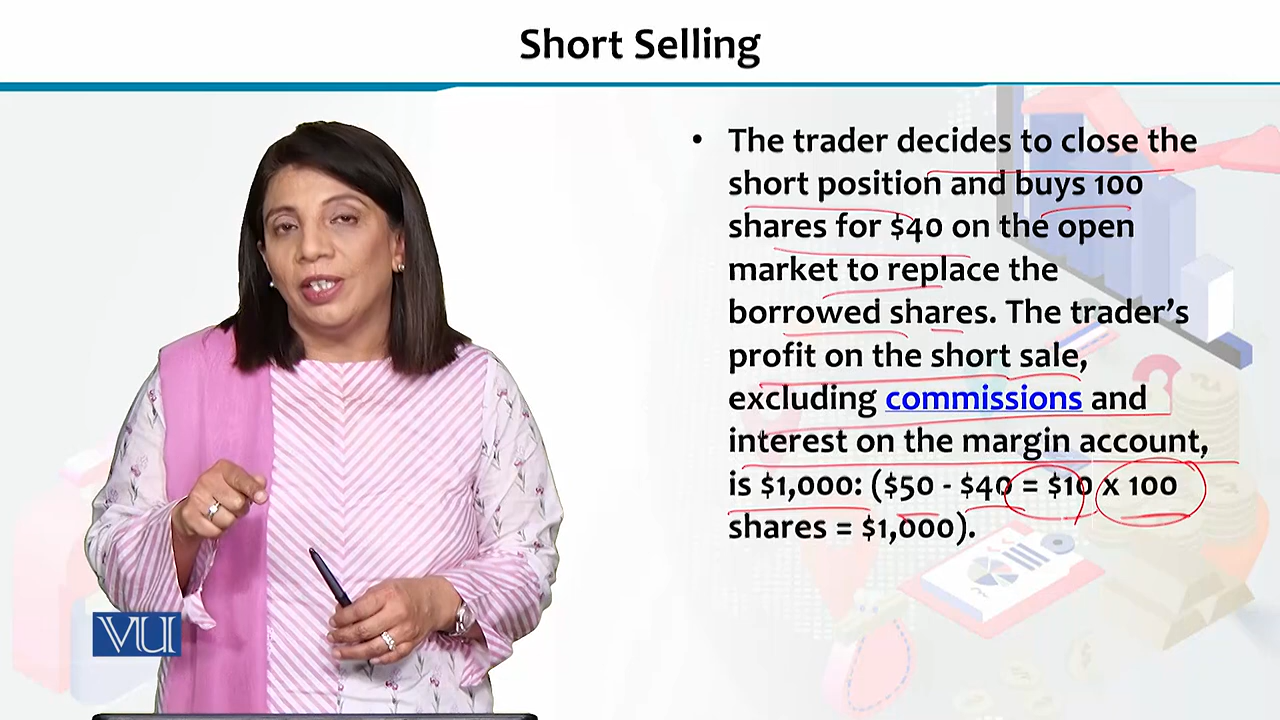 Short Selling
• The trader decides to close the
short position and buys 100
shares for $40 on the open
market to replace the
borrowed shares. The trader's
profit on the short sale,
excluding commissions and
interest on the margin account,
is $1,000: ($50 - $40 = $10 x 100
shares = $1,000).
VU